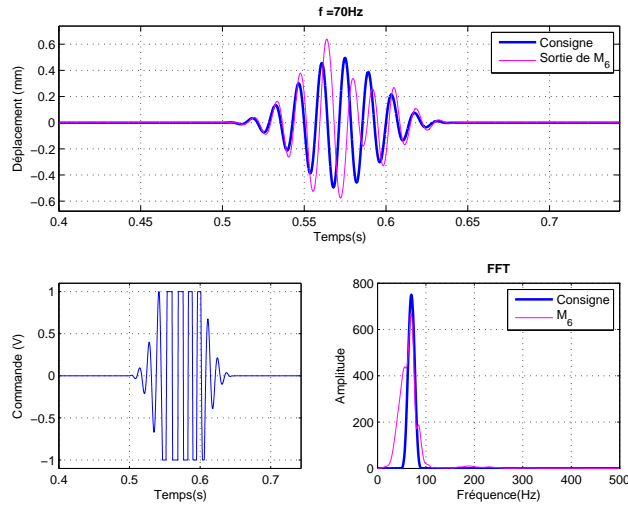 f =70Hz
Déplacement (mm)
0.6
0.4
0.2
0
−0.2
−0.4
−0.6
Consigne
Sortie de M6
0.4 0.45 0.5 0.55 0.6 0.65 0.7
Temps(s)
Commande (V)
1
0.5
0
−0.5
−1
0.4 0.5 0.6 0.7
Temps(s)
FFT
Amplitude
800
600
400
200
0
Consigne
M6
0 100 200 300 400 500
Fréquence(Hz)